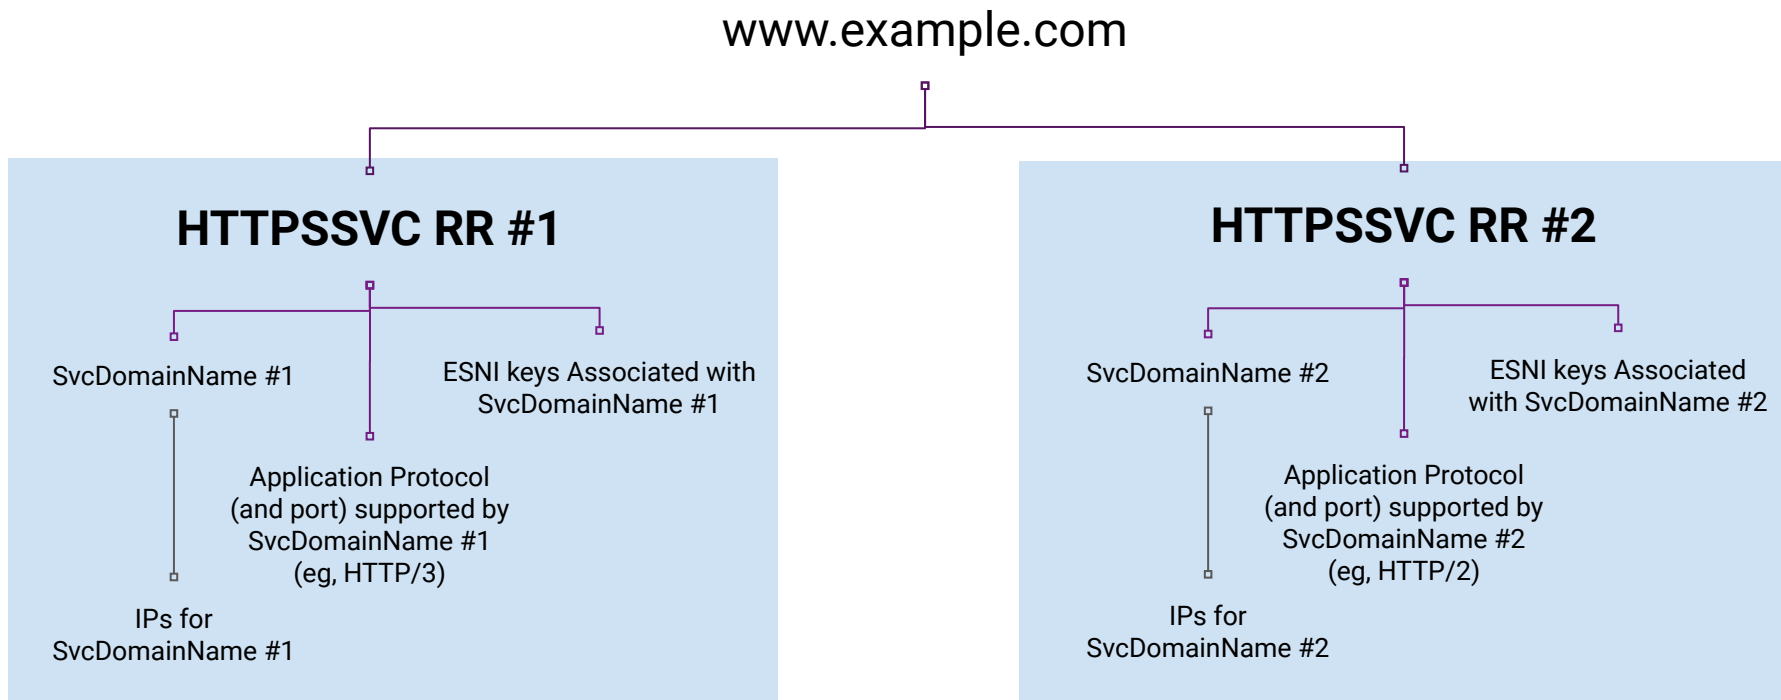 www.example.com
HTTPSSVC RR #1
SvcDomainName #1
ESNI keys Associated with
SvcDomainName #1
Application Protocol
(and port) supported by
SvcDomainName #1
(eg, HTTP/3)
IPs for
SvcDomainName #1
HTTPSSVC RR #2
SvcDomainName #2
ESNI keys Associated
with SvcDomainName #2
Application Protocol
(and port) supported by
SvcDomainName #2
(eg, HTTP/2)
IPs for
SvcDomainName #2